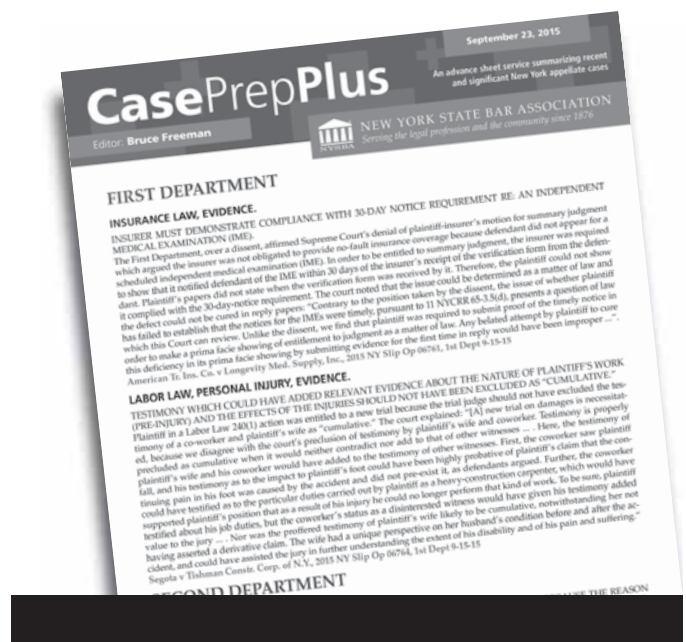 September 23, 2015
CasePrepPlus
An advance sheet service summarizing recent
and significant New York appellate cases
Editor: Bruce Freeman
NYSBA
NEW YORK STATE BAR ASSOCIATION
Serving the legal profession and the community since 1876
FIRST DEPARTMENT
INSURANCE LAW, EVIDENCE.
INSURER MUST DEMONSTRATE COMPLIANCE WITH 30-DAY NOTICE REQUIREMENT RE: AN INDEPENDENT
MEDICAL EXAMINATION (IME).
The First Department, over a dissent, affirmed Supreme Court's denial of plaintiff-insurer's motion for summary judgment
which argued the insurer was not obligated to provide no-fault insurance coverage because defendant did not appear for a
scheduled independent medical examination (IME). In order to be entitled to summary judgment, the insurer was required
to show that it notified defendant of the IME within 30 days of the insurer's receipt of the verification form from the defen-
dant. Plaintiff's papers did not state when the verification form was received by it. Therefore, the plaintiff could not show
it complied with the 30-day-notice requirement. The court noted that the issue could be determined as a matter of law and
the defect could not be cured in reply papers: "Contrary to the position taken by the dissent, the issue of whether plaintiff
has failed to establish that the notices for the IMEs were timely, pursuant to 11 NYCRR 65-3.5(d), presents a question of law
which this Court can review. Unlike the dissent, we find that plaintiff was required to submit proof of the timely notice in
order to make a prima facie showing of entitlement to judgment as a matter of law. Any belated attempt by plaintiff to cure
this deficiency in its prima facie showing by submitting evidence for the first time in reply would have been improper ...".
American Tr. Ins. Co. v Longevity Med. Supply, Inc., 2015 NY Slip Op 06761, 1st Dept 9-15-15
LABOR LAW, PERSONAL INJURY, EVIDENCE.
TESTIMONY WHICH COULD HAVE ADDED RELEVANT EVIDENCE ABOUT THE NATURE OF PLAINTIFF'S WORK
(PRE-INJURY) AND THE EFFECTS OF THE INJURIES SHOULD NOT HAVE BEEN EXCLUDED AS "CUMULATIVE."
Plaintiff in a Labor Law 240(1) action was entitled to a new trial because the trial judge should not have excluded the tes-
timony of a co-worker and plaintiff's wife as "cumulative." The court explained: "[A] new trial on damages is necessitat-
ed, because we disagree with the court's preclusion of testimony by plaintiff's wife and coworker. Testimony is properly
precluded as cumulative when it would neither contradict nor add to that of other witnesses ... . Here, the testimony of
plaintiff's wife and his coworker would have added to the testimony of other witnesses. First, the coworker saw plaintiff
fall, and his testimony as to the impact to plaintiff's foot could have been highly probative of plaintiff's claim that the con-
tinuing pain in his foot was caused by the accident and did not pre-exist it, as defendants argued. Further, the coworker
could have testified as to the particular duties carried out by plaintiff as a heavy-construction carpenter, which would have
supported plaintiff's position that as a result of his injury he could no longer perform that kind of work. To be sure, plaintiff
testified about his job duties, but the coworker's status as a disinterested witness would have given his testimony added
value to the jury ... . Nor was the proffered testimony of plaintiff's wife likely to be cumulative, notwithstanding her not
having asserted a derivative claim. The wife had a unique perspective on her husband's condition before and after the ac-
cident, and could have assisted the jury in further understanding the extent of his disability and of his pain and suffering."
Segota v Tishman Constr. Corp. of N.Y., 2015 NY Slip Op 06764, 1st Dept 9-15-15
SECOND DEPARTMENT
THE REASON